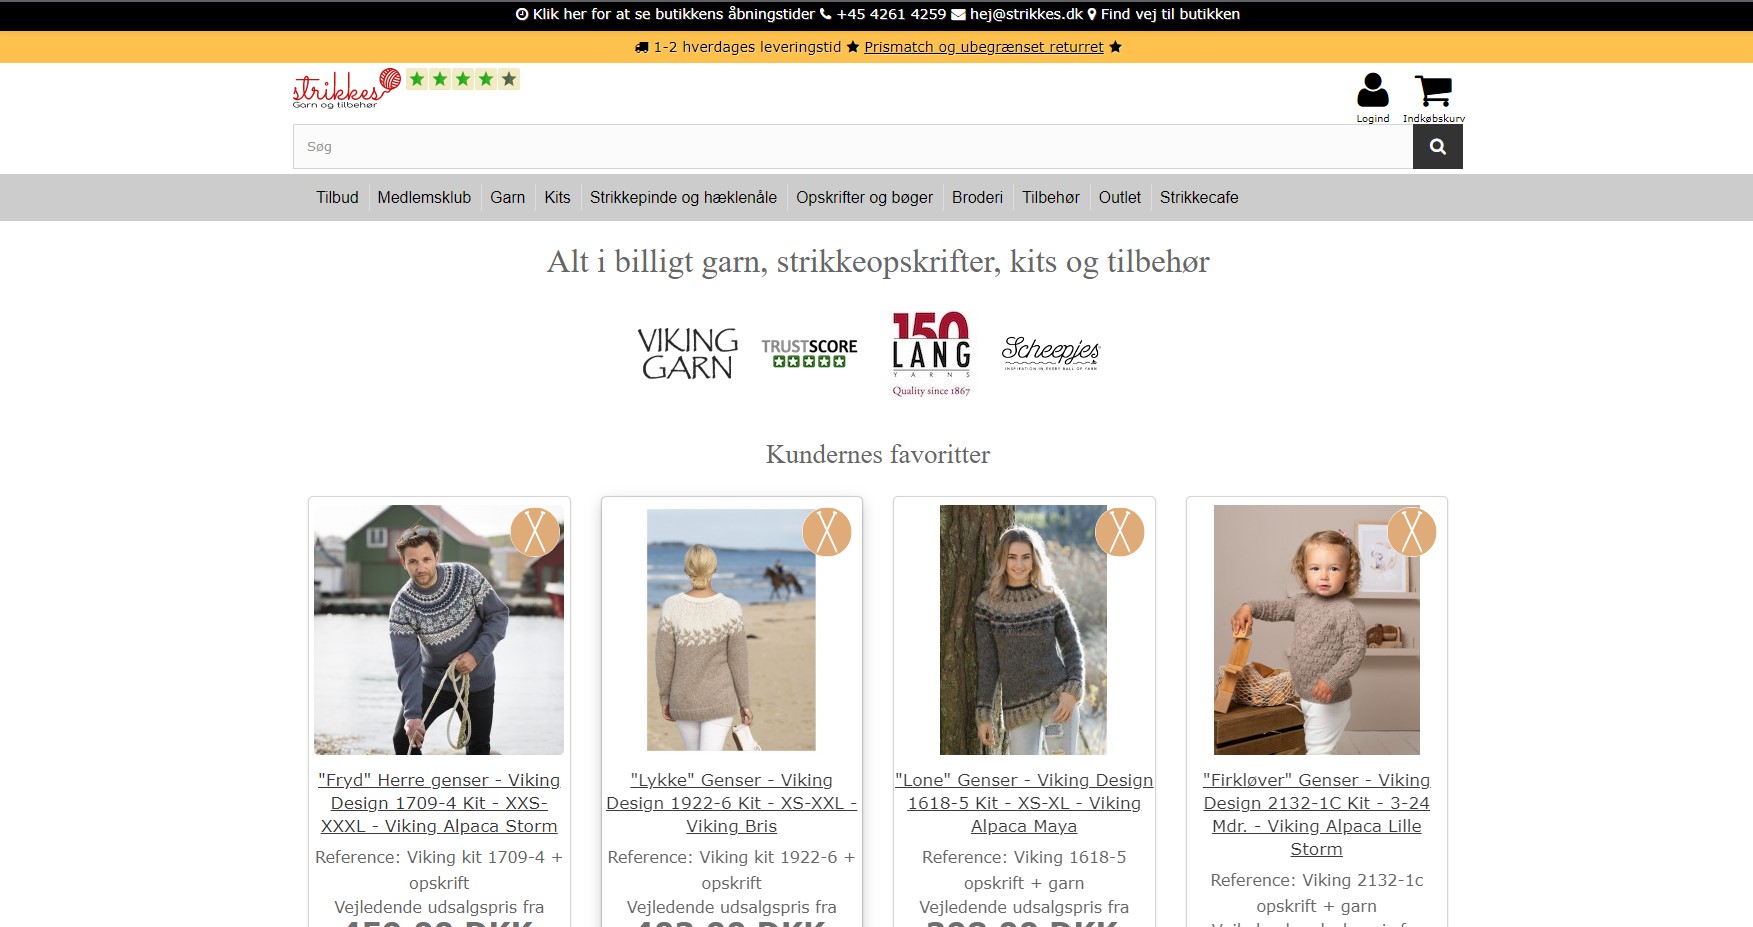 Klik her for at se butikkens åbningstider +45 4261 4259 hej@strikkes.dk Find vej til butikken
1-2 hverdages leveringstid Prismatch og ubegrænset returret
strikkes
Garn og tilbehør
Logind
Indkøbskurv
Søg
Tilbud Medlemsklub Garn Kits Strikkepinde og hæklenåle Opskrifter og bøger Broderi Tilbehør Outlet Strikkecafe
Alt i billigt garn, strikkeopskrifter, kits og tilbehør
VIKING
GARN
TRUSTSCORE
150
LANG
YARNS
Quality since 1867
Scheepjes
INSPIRATION IN EVERY BALL OF YARN
Kundernes favoritter
"Fryd" Herre genser - Viking
Design 1709-4 Kit - XXS-
XXXL - Viking Alpaca Storm
Reference: Viking kit 1709-4 +
opskrift
Vejledende udsalgspris fra
"Lykke" Genser - Viking
Design 1922-6 Kit - XS-XXL -
Viking Bris
Reference: Viking kit 1922-6 +
opskrift
Vejledende udsalgspris fra
"Lone" Genser - Viking Design
1618-5 Kit - XS-XL - Viking
Alpaca Maya
Reference: Viking 1618-5
opskrift + garn
Vejledende udsalgspris fra
"Firkløver" Genser - Viking
Design 2132-1C Kit - 3-24
Mdr. - Viking Alpaca Lille
Storm
Reference: Viking 2132-1c
opskrift + garn